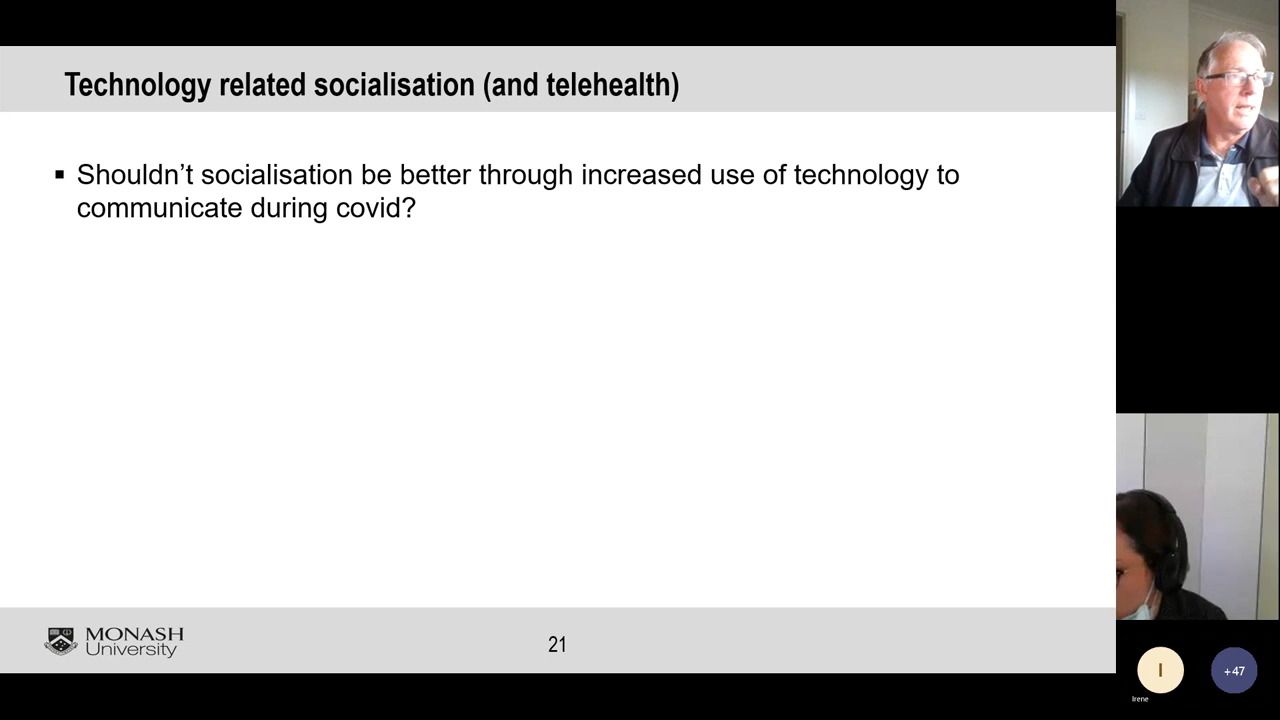 Technology related socialisation (and telehealth)
▪ Shouldn’t socialisation be better through increased use of technology to
communicate during covid?
MONASH
University
21
I
Irene
+47